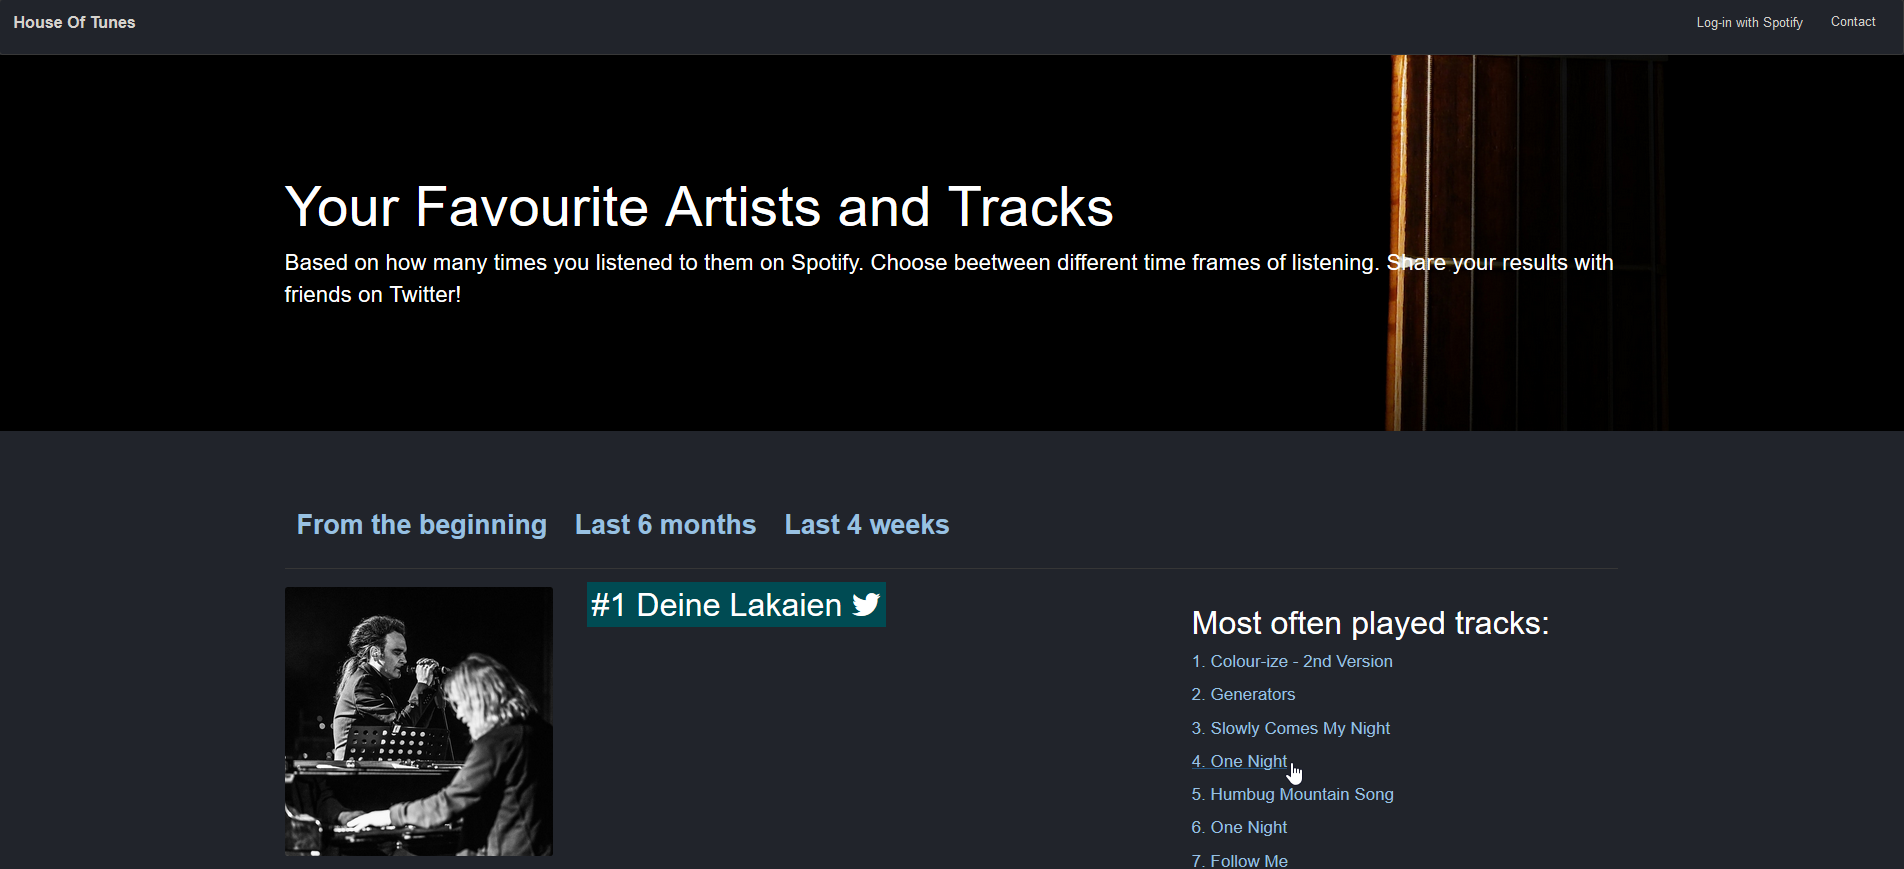 House Of Tunes
Log-in with Spotify
Contact
Your Favourite Artists and Tracks
Based on how many times you listened to them on Spotify. Choose beetween different time frames of listening. Share your results with
friends on Twitter!
From the beginning
Last 6 months
Last 4 weeks
#1 Deine Lakaien
Most often played tracks:
1. Colour-ize - 2nd Version
2. Generators
3. Slowly Comes My Night
4. One Night
5. Humbug Mountain Song
6. One Night
7. Follow Me